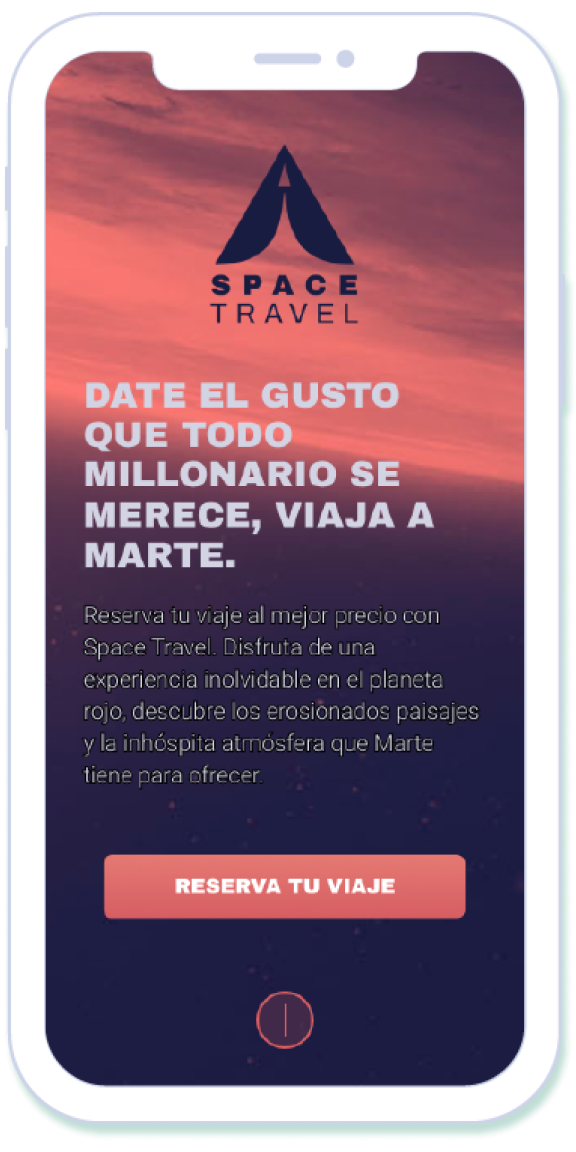 SPACE
TRAVEL
DATE EL GUSTO
QUE TODO
MILLONARIO SE
MERECE, VIAJA A
MARTE.
Reserva tu viaje al mejor precio con
Space Travel. Disfruta de una
experiencia inolvidable en el planeta
rojo, descubre los erosionados paisajes
y la inhóspita atmósfera que Marte
tiene para ofrecer.
RESERVA TU VIAJE